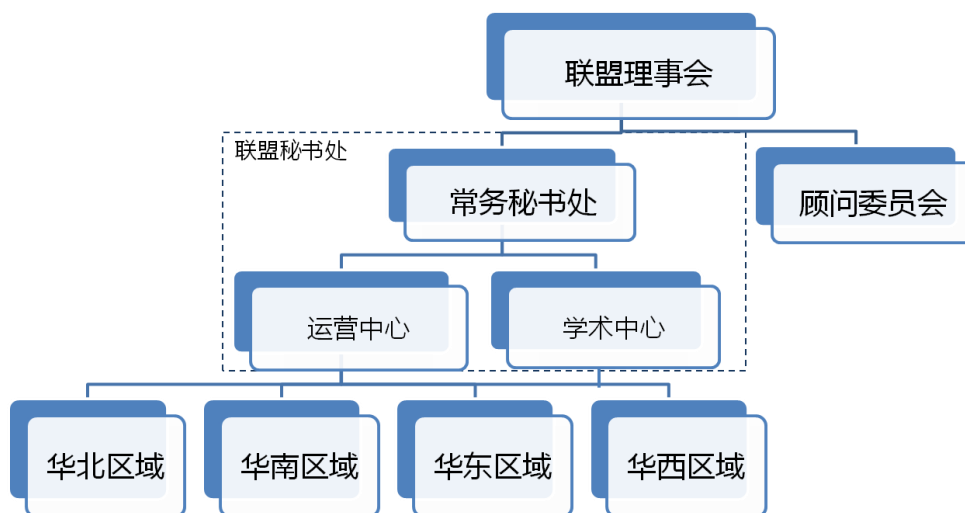 联盟理事会
联盟秘书处
常务秘书处
顾问委员会
运营中心
学术中心
华北区域
华南区域
华东区域
华西区域